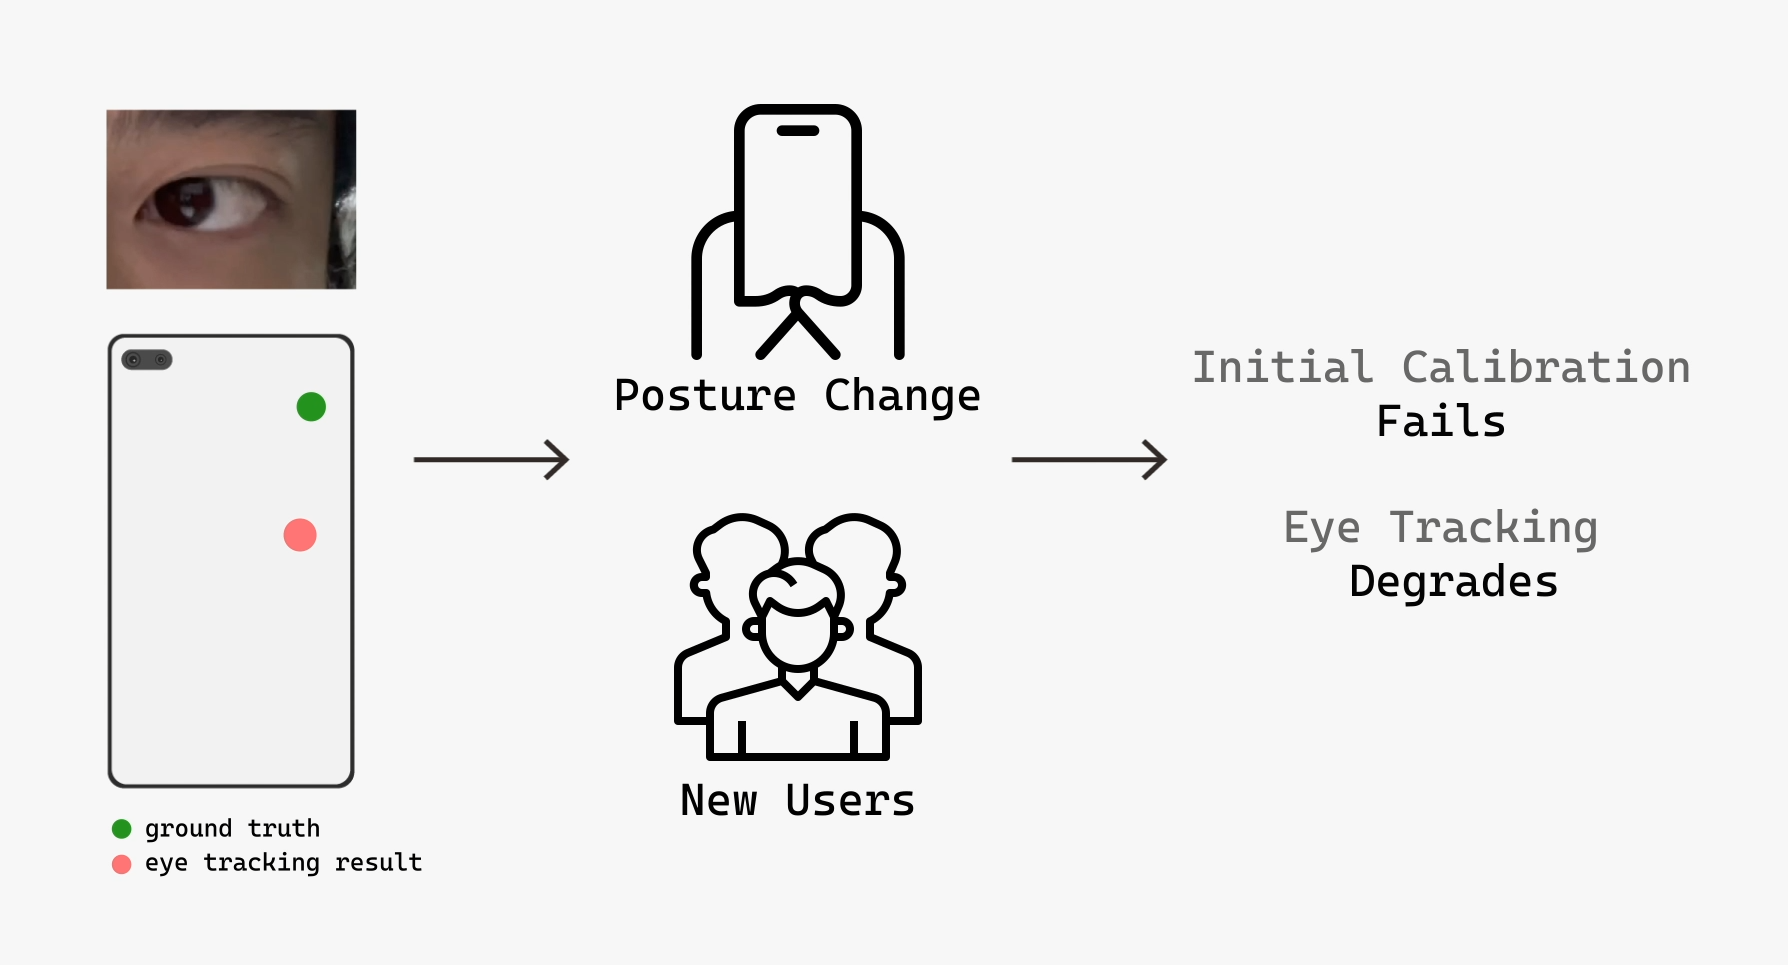 ground truth
eye tracking result
Posture Change
New Users
Initial Calibration
Fails
Eye Tracking
Degrades